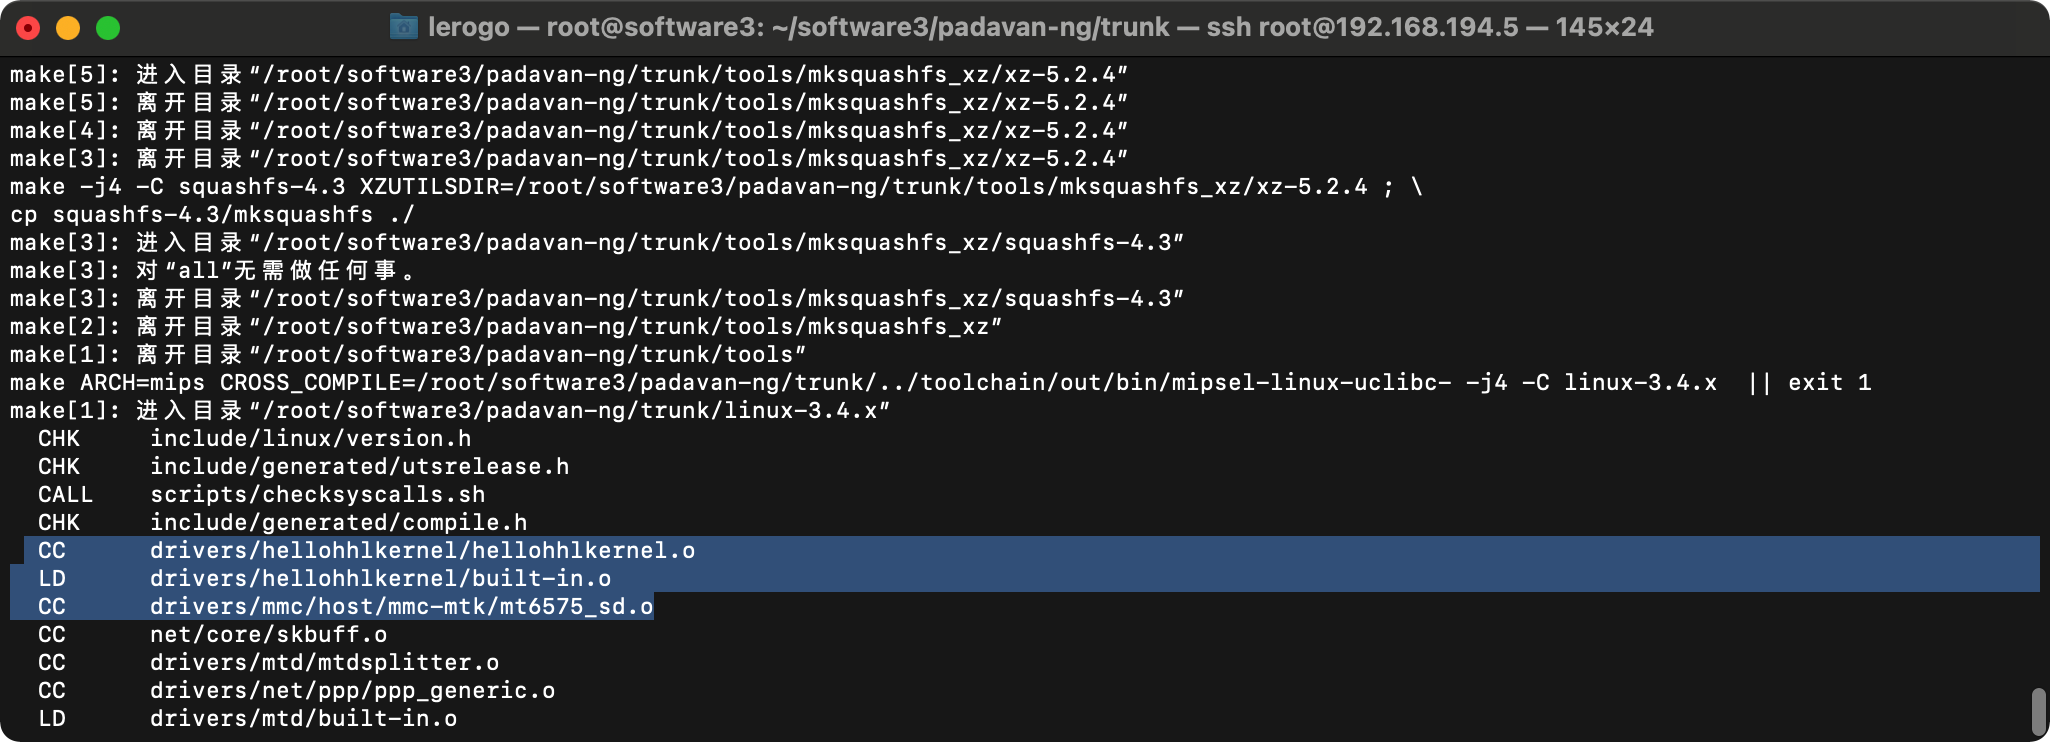 lerogo — root@software3: ~/software3/padavan-ng/trunk — ssh root@192.168.194.5 — 145×24
make[5]: 进入目录“/root/software3/padavan-ng/trunk/tools/mksquashfs_xz/xz-5.2.4”
make[5]: 离开目录“/root/software3/padavan-ng/trunk/tools/mksquashfs_xz/xz-5.2.4”
make[4]: 离开目录“/root/software3/padavan-ng/trunk/tools/mksquashfs_xz/xz-5.2.4”
make[3]: 离开目录“/root/software3/padavan-ng/trunk/tools/mksquashfs_xz/xz-5.2.4”
make -j4 -C squashfs-4.3 XZUTILSDIR=/root/software3/padavan-ng/trunk/tools/mksquashfs_xz/xz-5.2.4 ; \
cp squashfs-4.3/mksquashfs ./
make[3]: 进入目录“/root/software3/padavan-ng/trunk/tools/mksquashfs_xz/squashfs-4.3”
make[3]: 对“all”无需做任何事。
make[3]: 离开目录“/root/software3/padavan-ng/trunk/tools/mksquashfs_xz/squashfs-4.3”
make[2]: 离开目录“/root/software3/padavan-ng/trunk/tools/mksquashfs_xz”
make[1]: 离开目录“/root/software3/padavan-ng/trunk/tools”
make ARCH=mips CROSS_COMPILE=/root/software3/padavan-ng/trunk/../toolchain/out/bin/mipsel-linux-uclibc- -j4 -C linux-3.4.x  || exit 1
make[1]: 进入目录“/root/software3/padavan-ng/trunk/linux-3.4.x”
  CHK     include/linux/version.h
  CHK     include/generated/utsrelease.h
  CALL    scripts/checksyscalls.sh
  CHK     include/generated/compile.h
  CC      drivers/hellohhlkernel/hellohhlkernel.o
  LD      drivers/hellohhlkernel/built-in.o
  CC      drivers/mmc/host/mmc-mtk/mt6575_sd.o
  CC      net/core/skbuff.o
  CC      drivers/mtd/mtdsplitter.o
  CC      drivers/net/ppp/ppp_generic.o
  LD      drivers/mtd/built-in.o